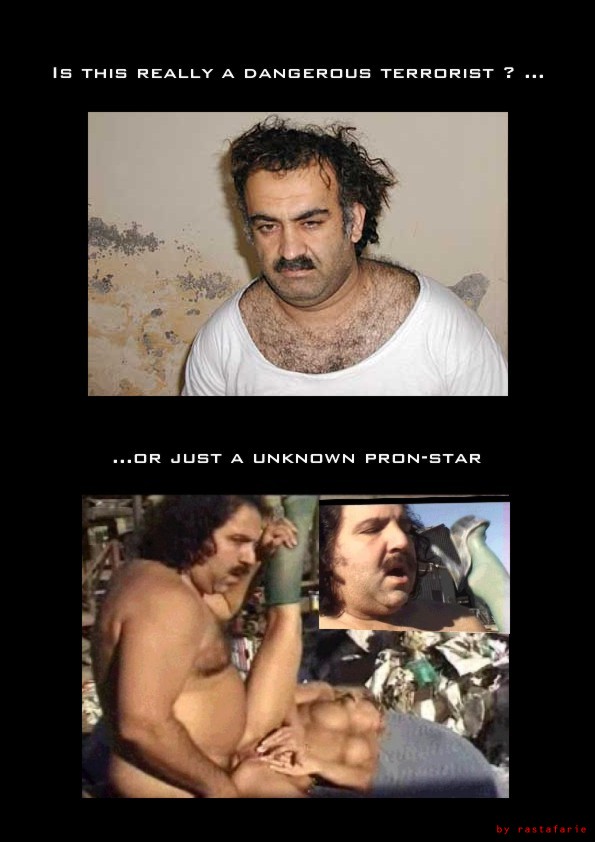 IS THIS REALLY A DANGEROUS TERRORIST ? ...
...OR JUST A UNKNOWN PRON-STAR
by rastafarie